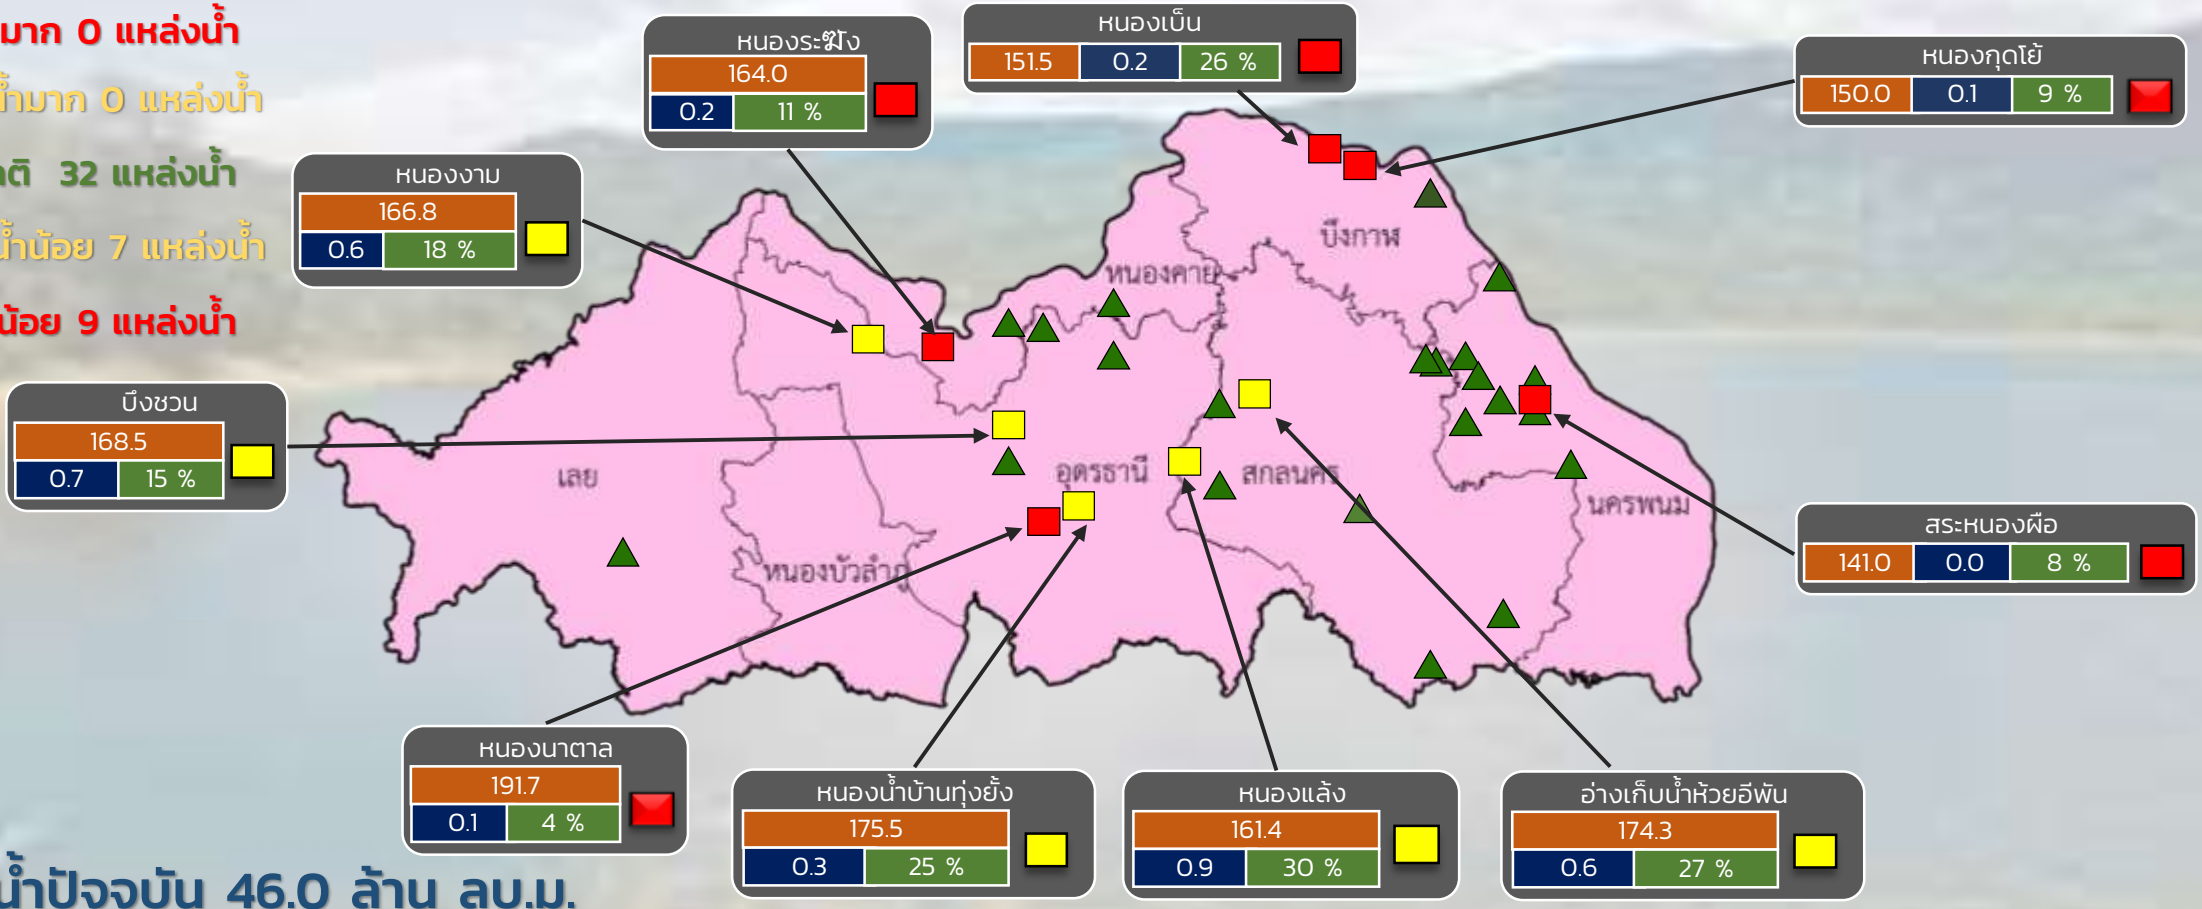 มาก 0 แหล่งน้ำ
น้ำมาก 0 แหล่งน้ำ
กติ 32 แหล่งน้ำ
น้ำน้อย 7 แหล่งน้ำ
น้อย 9 แหล่งน้ำ
หนองระฆัง
164.0
0.2 11 %
หนองเบ็น
151.5 0.2 26 %
หนองกุดโย้
150.0 0.1 9 %
หนองงาม
166.8
0.6 18 %
บึงชวน
168.5
0.7 15 %
บึงกาฬ
หนองคาย
เลย
อุดรธานี
สกลนคร
นครพนม
หนองบัวลำภู
สระหนองผือ
141.0 0.0 8 %
หนองนาตาล
191.7
0.1 4 %
หนองน้ำบ้านทุ่งยั้ง
175.5
0.3 25 %
หนองแล้ง
161.4
0.9 30 %
อ่างเก็บน้ำห้วยอีพัน
174.3
0.6 27 %
น้ำปัจจุบัน 46.0 ล้าน ลบ.ม.